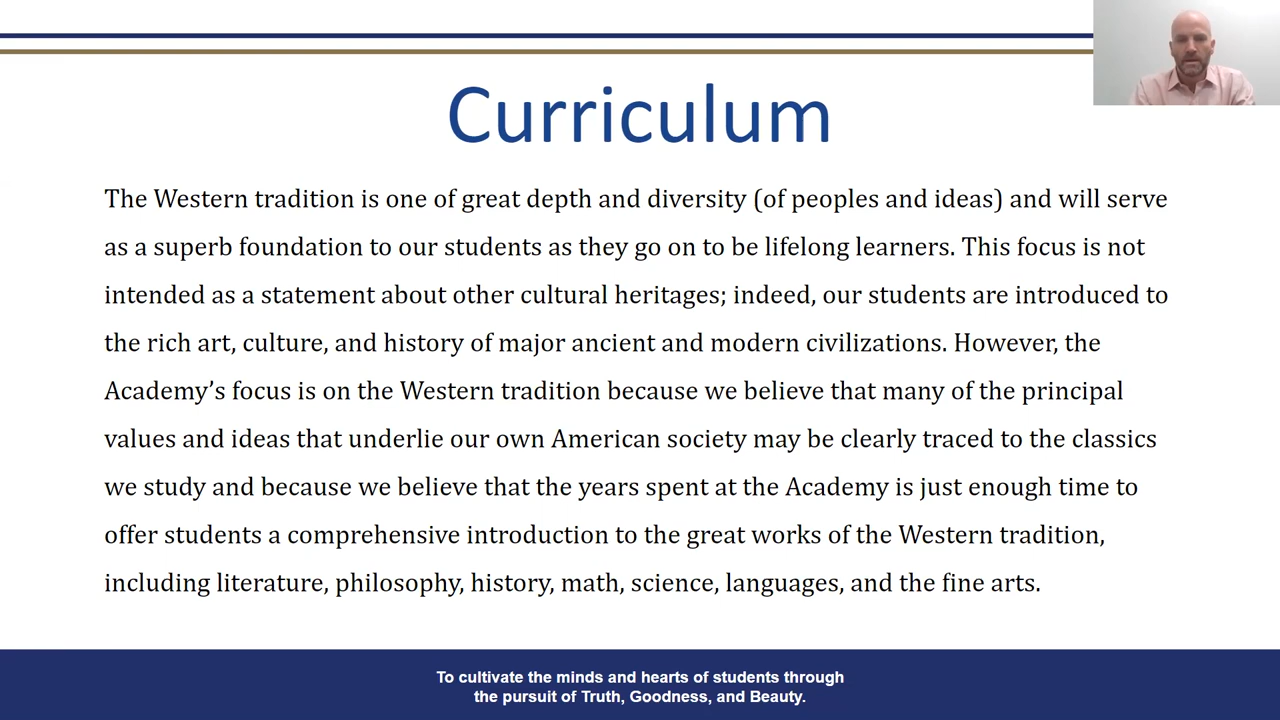 Curriculum
The Western tradition is one of great depth and diversity (of peoples and ideas) and will serve
as a superb foundation to our students as they go on to be lifelong learners. This focus is not
intended as a statement about other cultural heritages; indeed, our students are introduced to
the rich art, culture, and history of major ancient and modern civilizations. However, the
Academy’s focus is on the Western tradition because we believe that many of the principal
values and ideas that underlie our own American society may be clearly traced to the classics
we study and because we believe that the years spent at the Academy is just enough time to
offer students a comprehensive introduction to the great works of the Western tradition,
including literature, philosophy, history, math, science, languages, and the fine arts.
To cultivate the minds and hearts of students through
the pursuit of Truth, Goodness, and Beauty.